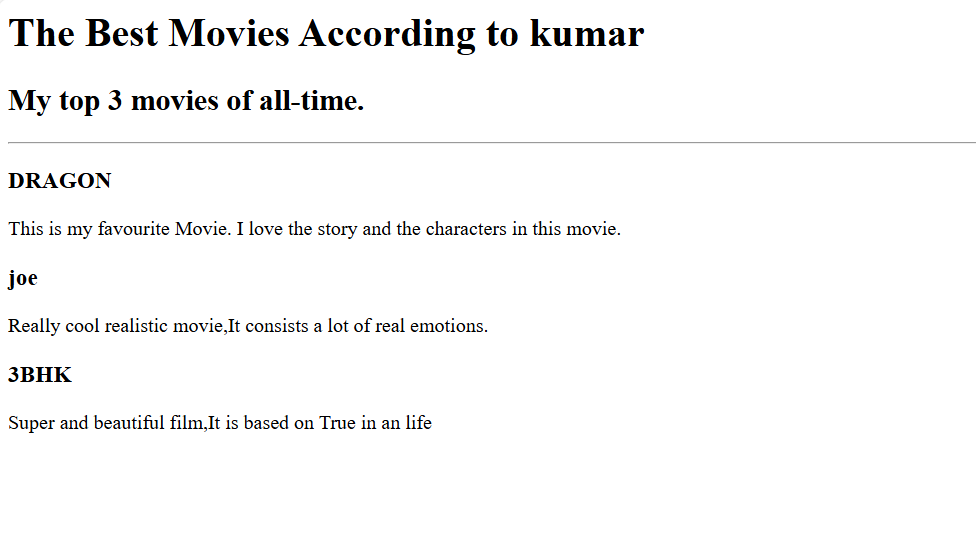 The Best Movies According to kumar
My top 3 movies of all-time.
DRAGON
This is my favourite Movie. I love the story and the characters in this movie.
joe
Really cool realistic movie,It consists a lot of real emotions.
3BHK
Super and beautiful film,It is based on True in an life